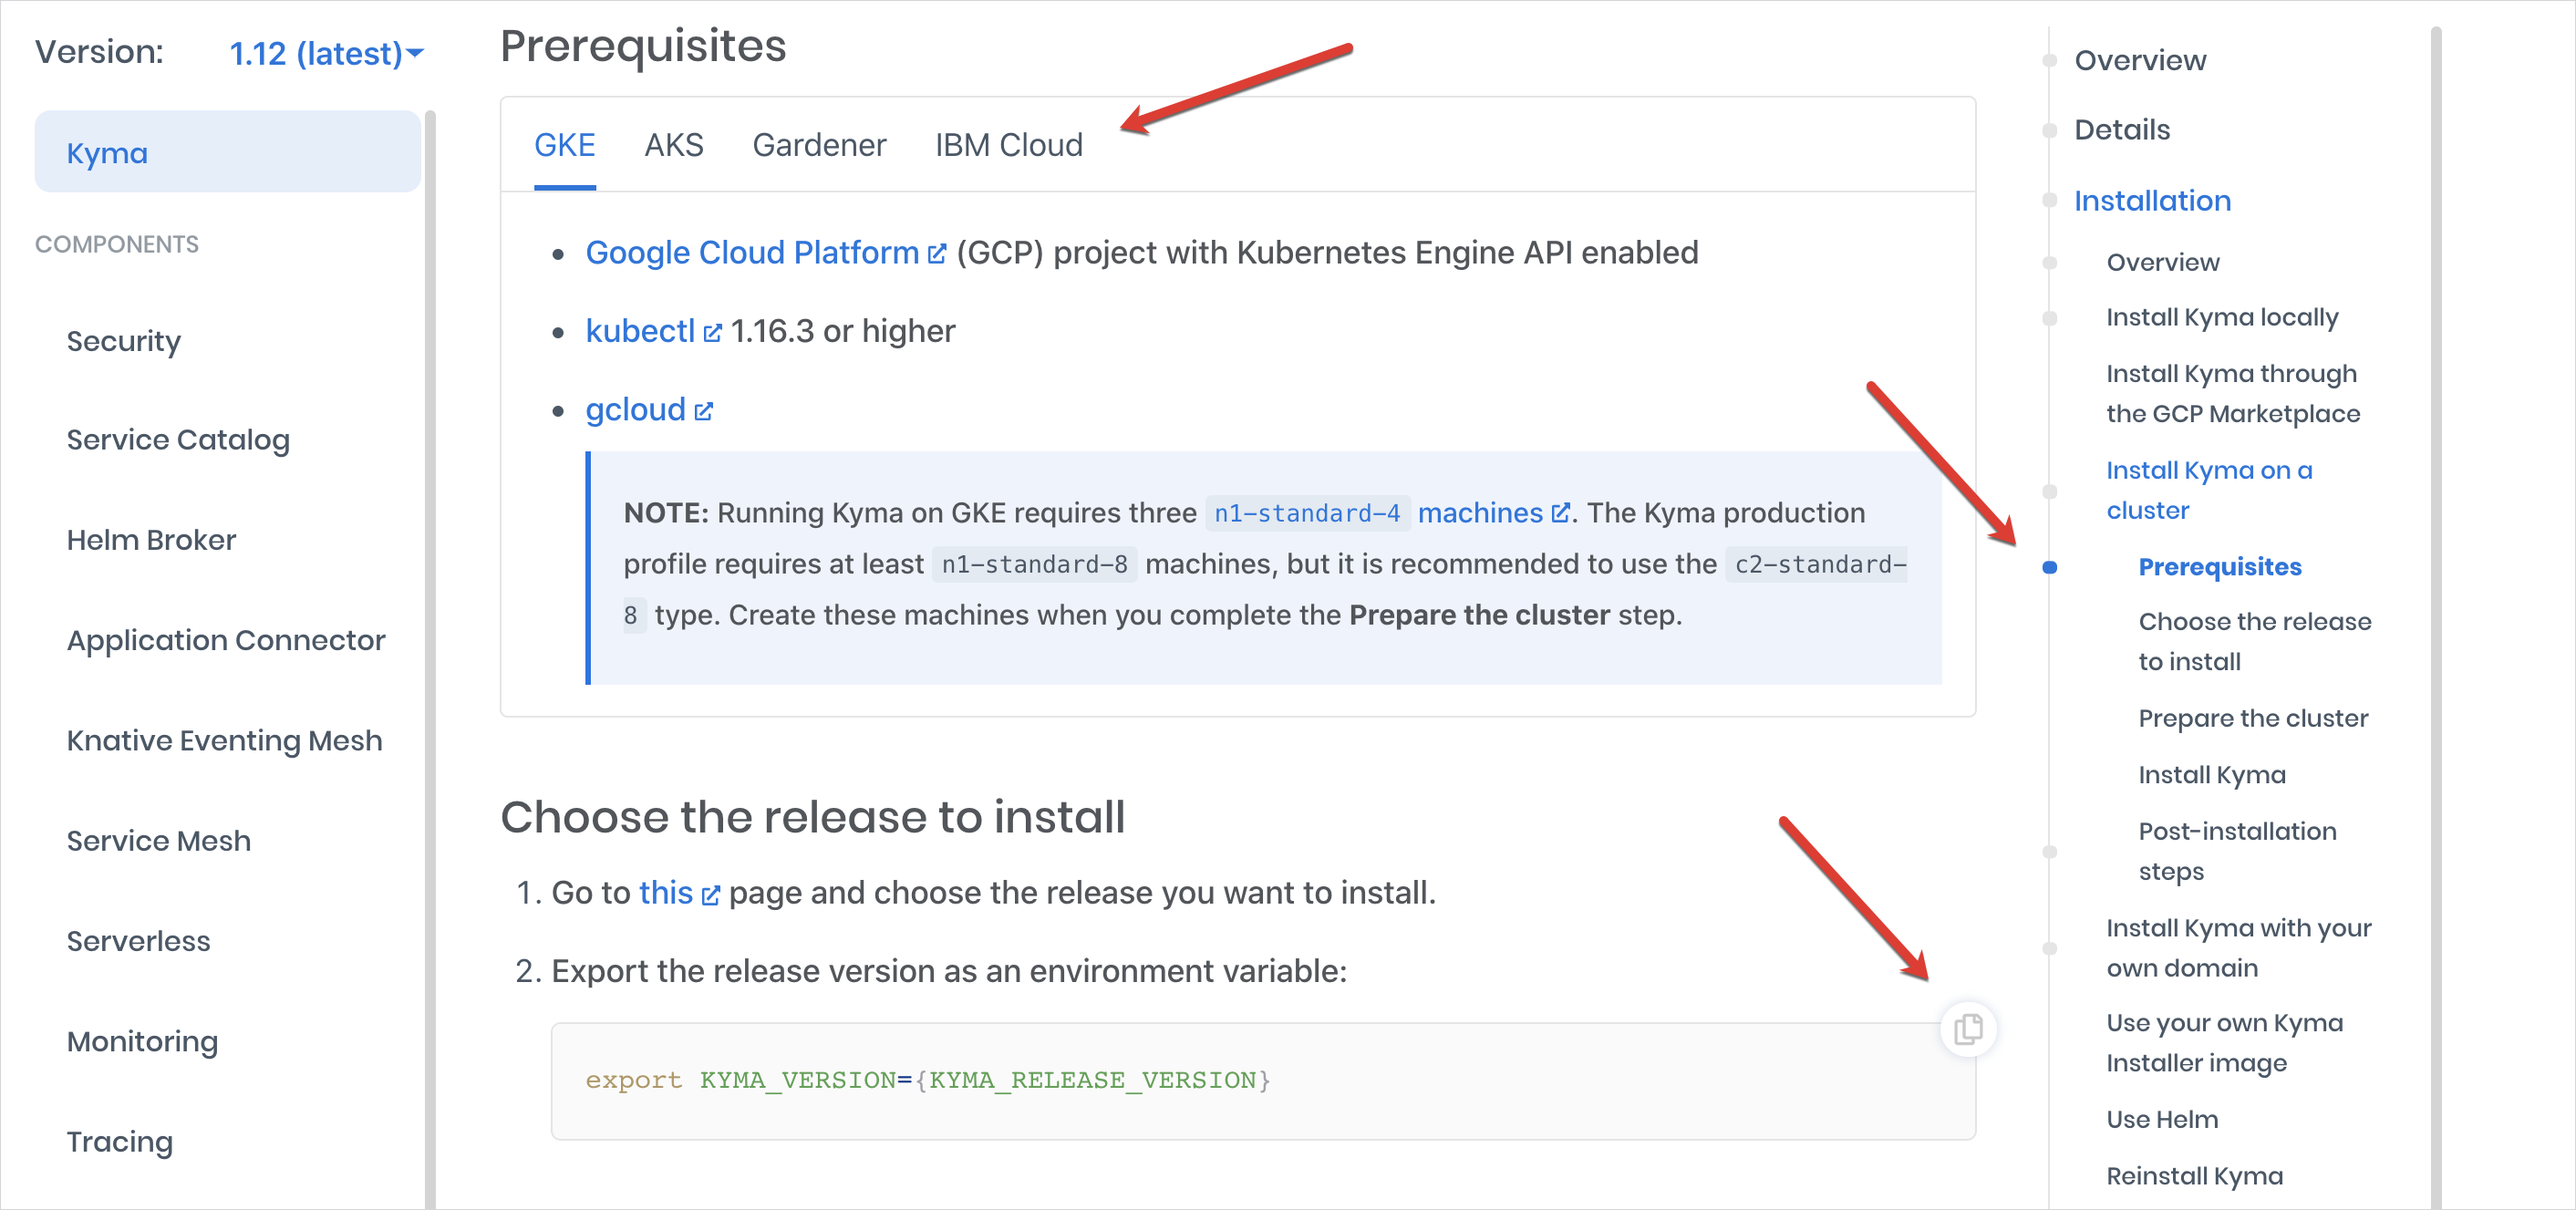 Version: 1.12 (latest)
Kyma
COMPONENTS
Security
Service Catalog
Helm Broker
Application Connector
Knative Eventing Mesh
Service Mesh
Serverless
Monitoring
Tracing
Prerequisites
GKE AKS Gardener IBM Cloud
• Google Cloud Platform (GCP) project with Kubernetes Engine API enabled
• kubectl 1.16.3 or higher
• gcloud
NOTE: Running Kyma on GKE requires three n1-standard-4 machines. The Kyma production
profile requires at least n1-standard-8 machines, but it is recommended to use the c2-standard-
8 type. Create these machines when you complete the Prepare the cluster step.
Choose the release to install
1. Go to this page and choose the release you want to install.
2. Export the release version as an environment variable:
export KYMA_VERSION={KYMA_RELEASE_VERSION}
Overview
Details
Installation
Overview
Install Kyma locally
Install Kyma through
the GCP Marketplace
Install Kyma on a
cluster
Prerequisites
Choose the release
to install
Prepare the cluster
Install Kyma
Post-installation
steps
Install Kyma with your
own domain
Use your own Kyma
Installer image
Use Helm
Reinstall Kyma